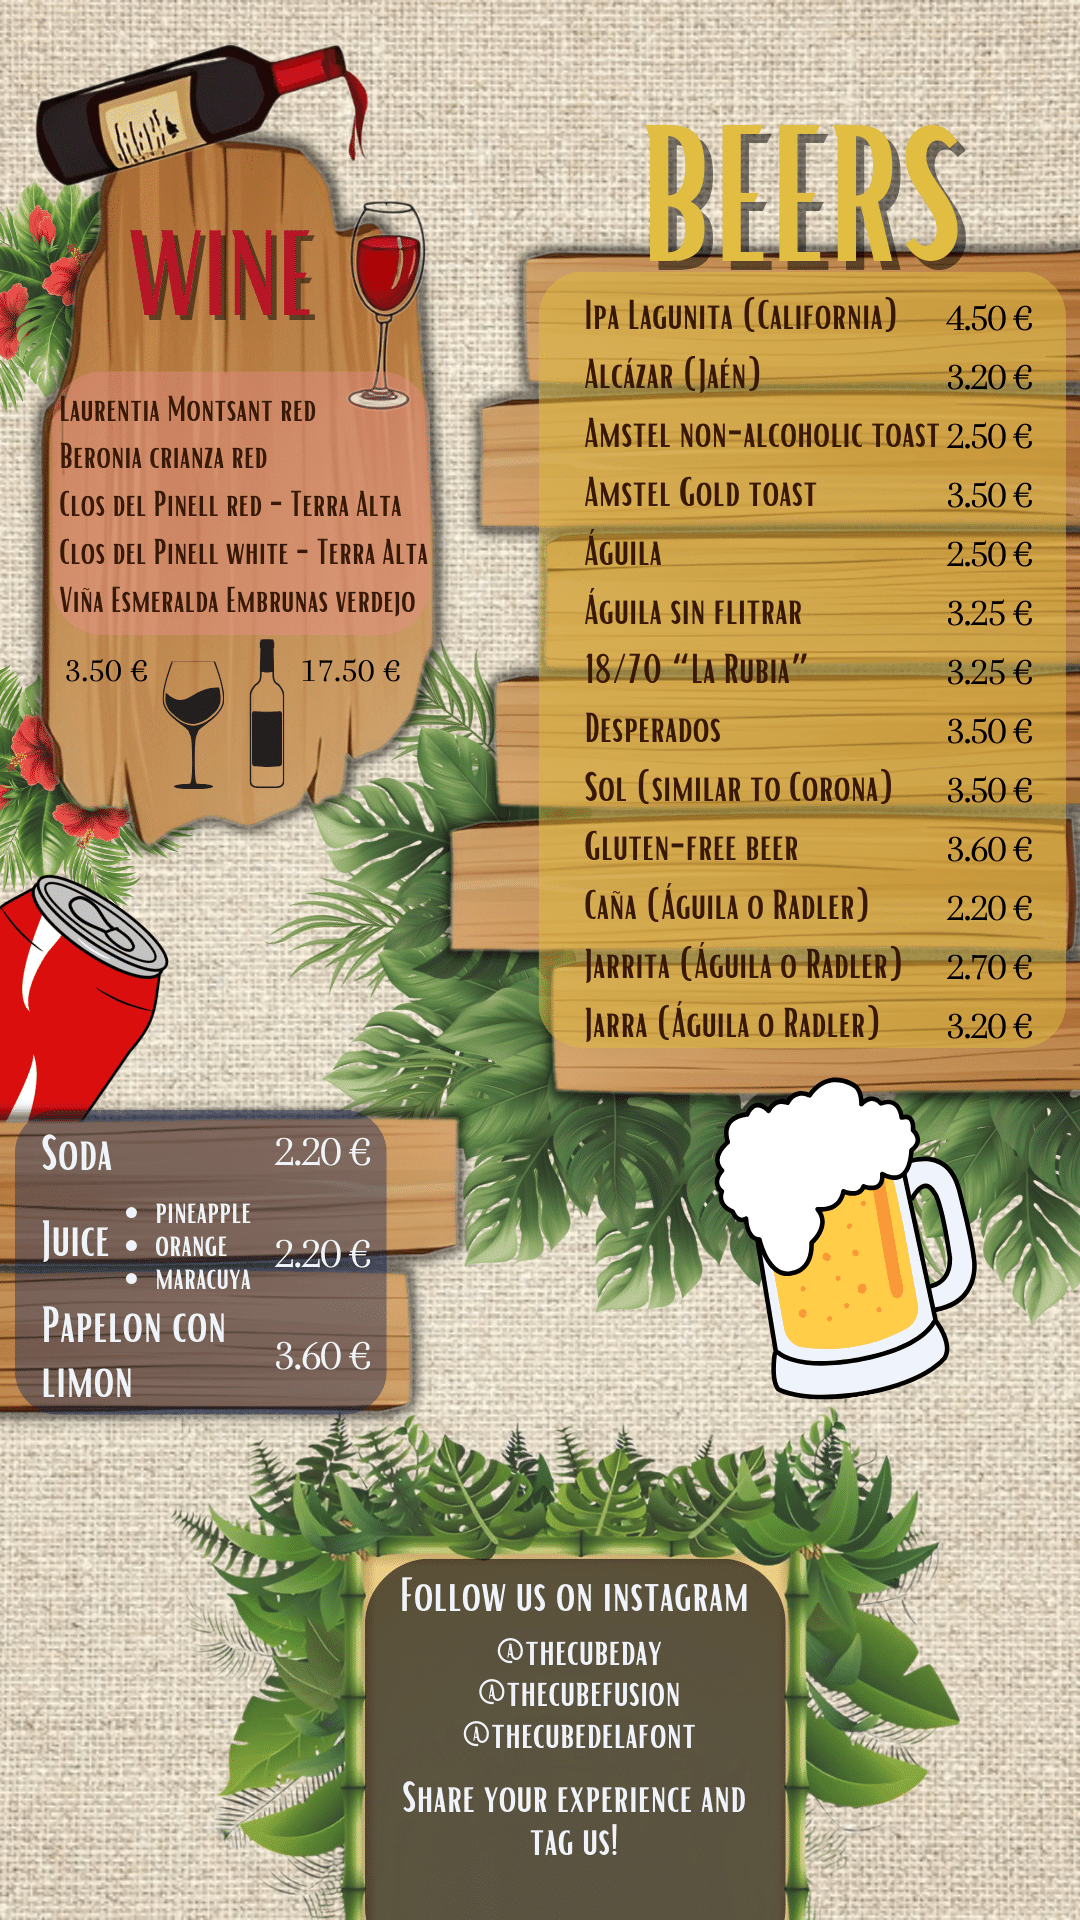 WINE
Laurentia Montsant red
Beronia crianza red
Clos del Pinell red - Terra Alta
Clos del Pinell white - Terra Alta
Viña Esmeralda Embrunas verdejo
3.50 € 17.50 €
BEERS
Ipa Lagunita (California) 4.50 €
Alcázar (Jaén) 3.20 €
Amstel non-alcoholic toast 2.50 €
Amstel Gold toast 3.50 €
Águila 2.50 €
Águila sin flitrar 3.25 €
18/70 “La Rubia” 3.25 €
Desperados 3.50 €
Sol (similar to Corona) 3.50 €
Gluten-free beer 3.60 €
Caña (Águila o Radler) 2.20 €
Jarrita (Águila o Radler) 2.70 €
Jarra (Águila o Radler) 3.20 €
Soda 2.20 €
Juice 2.20 €
• pineapple
• orange
• maracuya
Papelon con
limon 3.60 €
Follow us on instagram
@thecubeday
@thecubefusion
@thecubedelafont
Share your experience and
tag us!